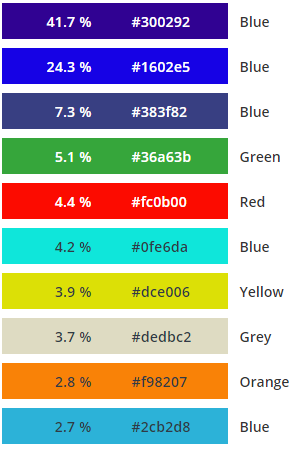 41.7 % #300292 Blue
24.3 % #1602e5 Blue
7.3 % #383f82 Blue
5.1 % #36a63b Green
4.4 % #fc0b00 Red
4.2 % #0fe6da Blue
3.9 % #dce006 Yellow
3.7 % #dedbc2 Grey
2.8 % #f98207 Orange
2.7 % #2cb2d8 Blue